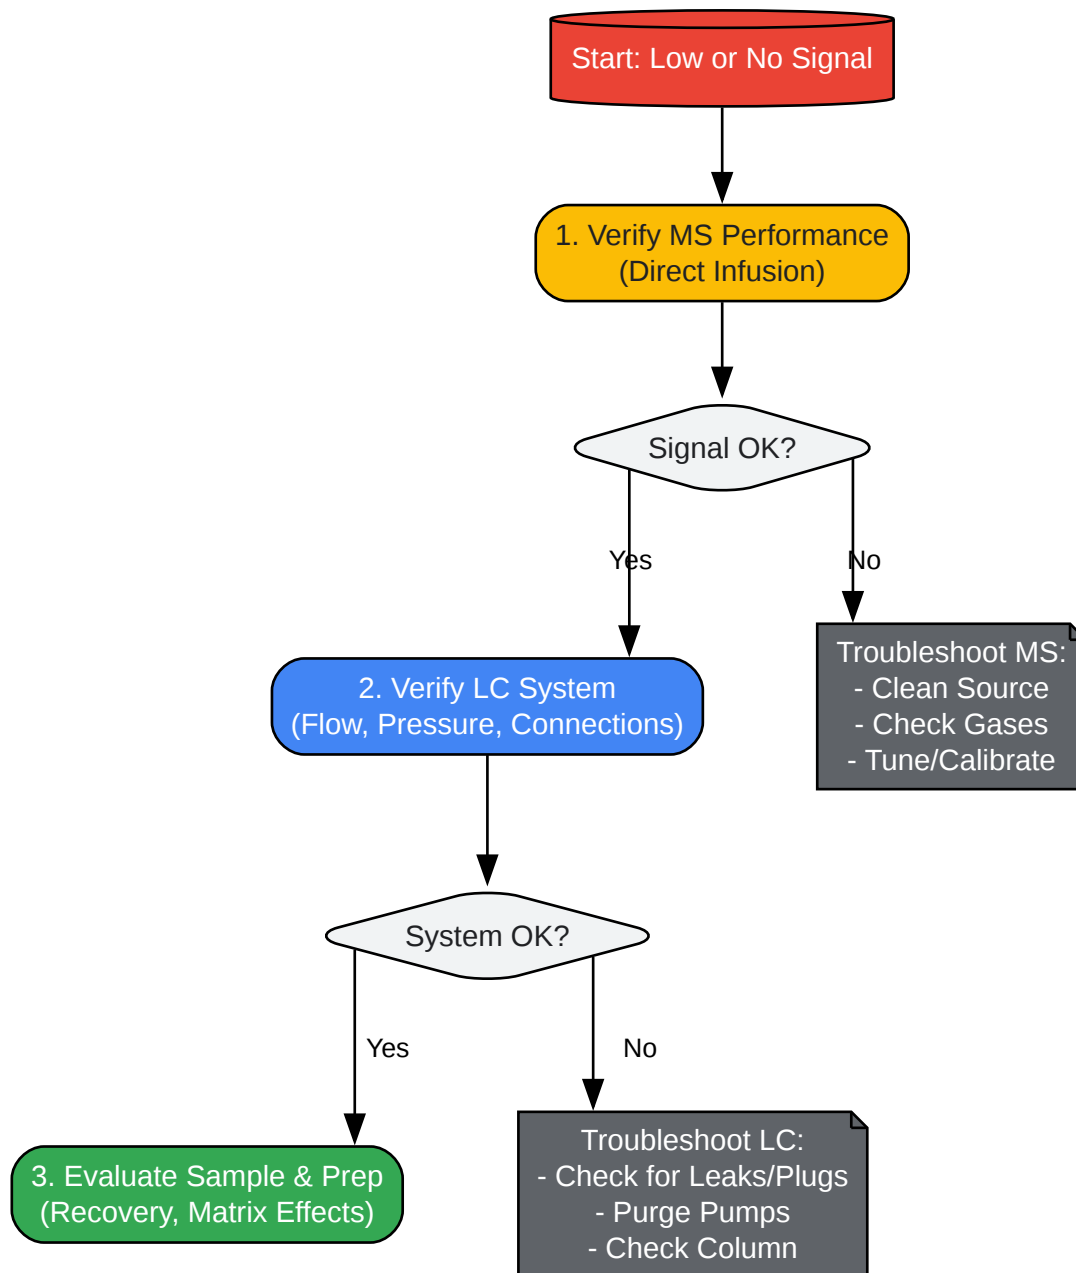 Start: Low or No Signal
1. Verify MS Performance
(Direct Infusion)
Signal OK?
Yes
No
Troubleshoot MS:
- Clean Source
- Check Gases
- Tune/Calibrate
2. Verify LC System
(Flow, Pressure, Connections)
System OK?
Yes
No
Troubleshoot LC:
- Check for Leaks/Plugs
- Purge Pumps
- Check Column
3. Evaluate Sample & Prep
(Recovery, Matrix Effects)